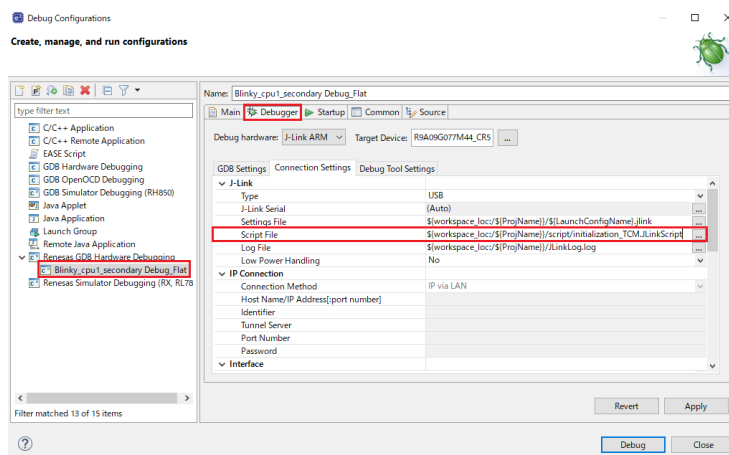 Debug Configurations
Create, manage, and run configurations
type filter text
C/C++ Application
C/C++ Remote Application
EASE Script
GDB Hardware Debugging
GDB OpenOCD Debugging
GDB Simulator Debugging (RH850)
Java Applet
Java Application
Launch Group
Remote Java Application
Renesas GDB Hardware Debugging
Blinky_cpu1_secondary Debug_Flat
Renesas Simulator Debugging (RX, RL78
Filter matched 13 of 15 items
Name: Blinky_cpu1_secondary Debug_Flat
Main Debugger Startup Common Source
Debug hardware: J-Link ARM Target Device: R9A09G077M44_CR5 ...
GDB Settings Connection Settings Debug Tool Settings
J-Link
Type USB
J-Link Serial (Auto) ...
Settings File ${workspace_loc:/${ProjName}}/${LaunchConfigName}.jlink ...
Script File ${workspace_loc:/${ProjName}}/script/initialization_TCM.JLinkScript ...
Log File ${workspace_loc:/${ProjName}}/JLinkLog.log ...
Low Power Handling No
IP Connection
Connection Method IP via LAN
Host Name/IP Address[:port number]
Identifier
Tunnel Server
Port Number
Password
Interface
Revert Apply
? Debug Close